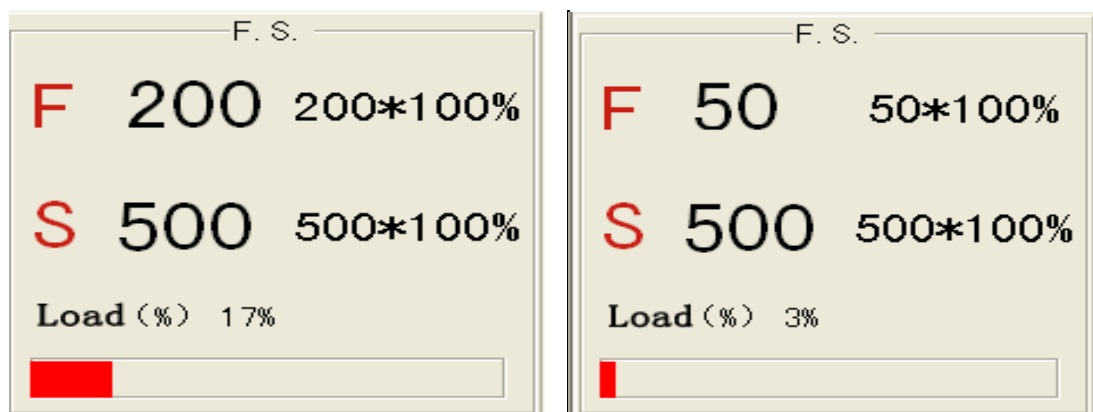 F. S.
F 200 200*100%
S 500 500*100%
Load (%) 17%
F. S.
F 50 50*100%
S 500 500*100%
Load (%) 3%